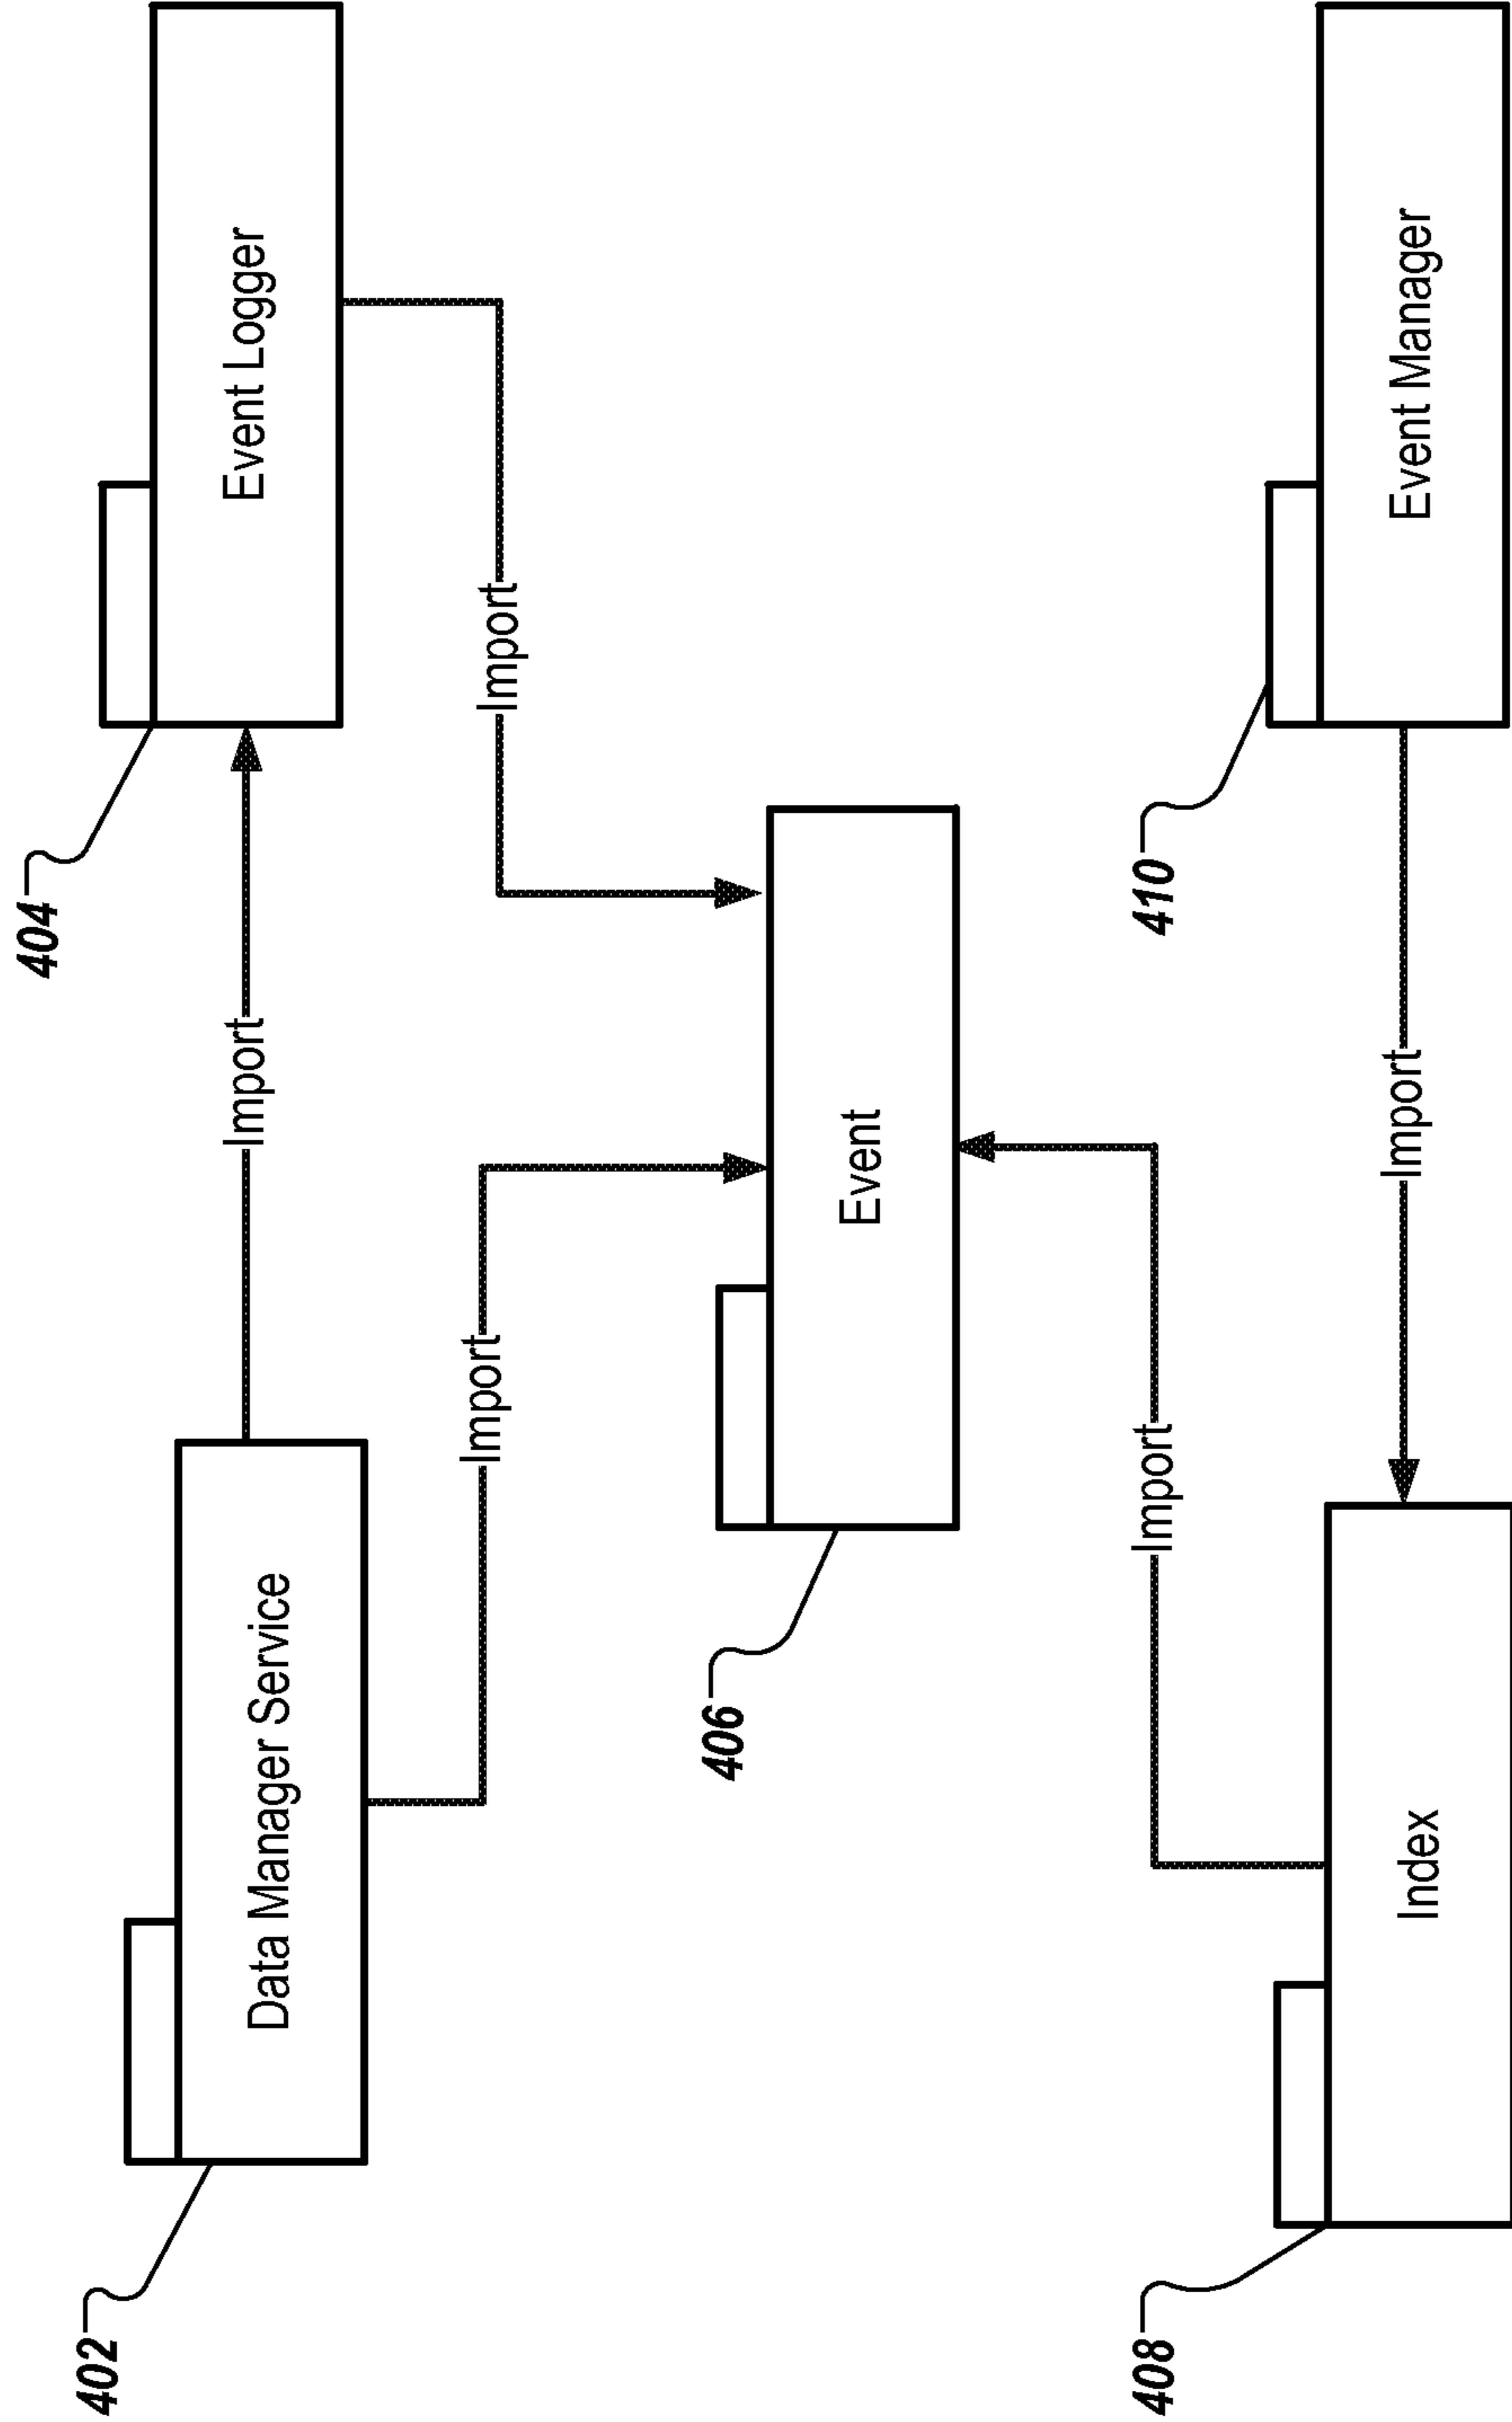 404
Event Logger
402
Data Manager Service
Import
Import
Import
406
Event
410
Event Manager
408
Index
Import
Import